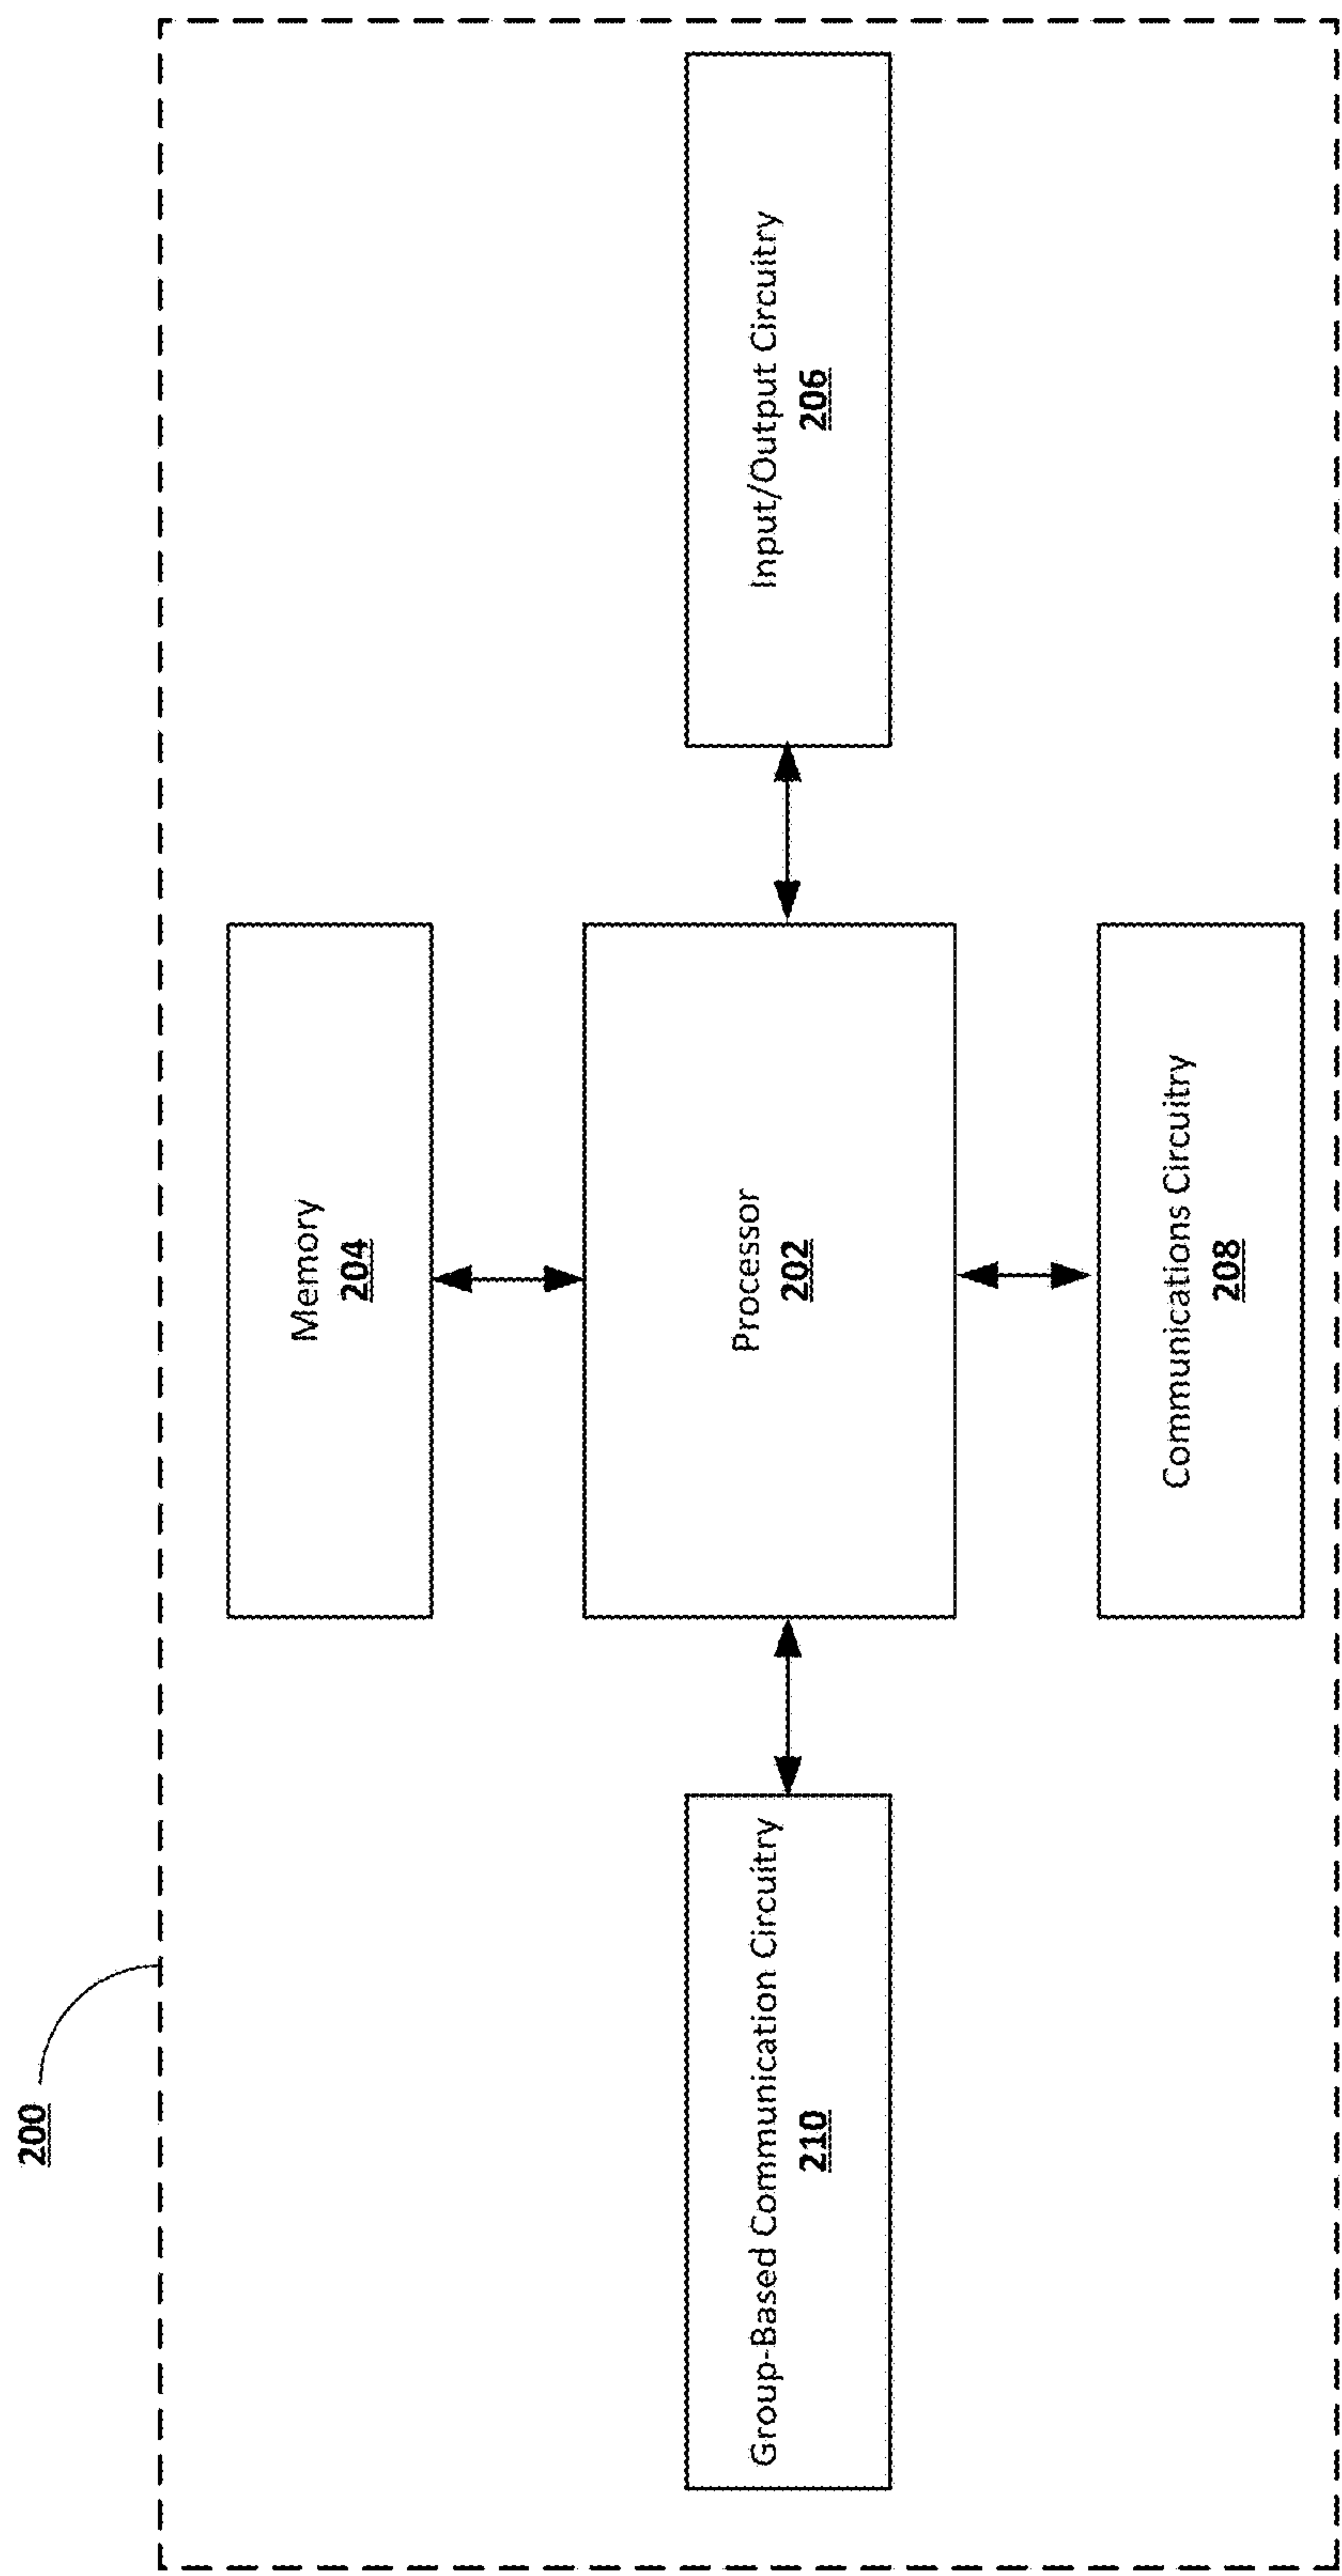 200
Memory
204
Group-Based Communication Circuitry
210
Processor
202
Input/Output Circuitry
206
Communications Circuitry
208